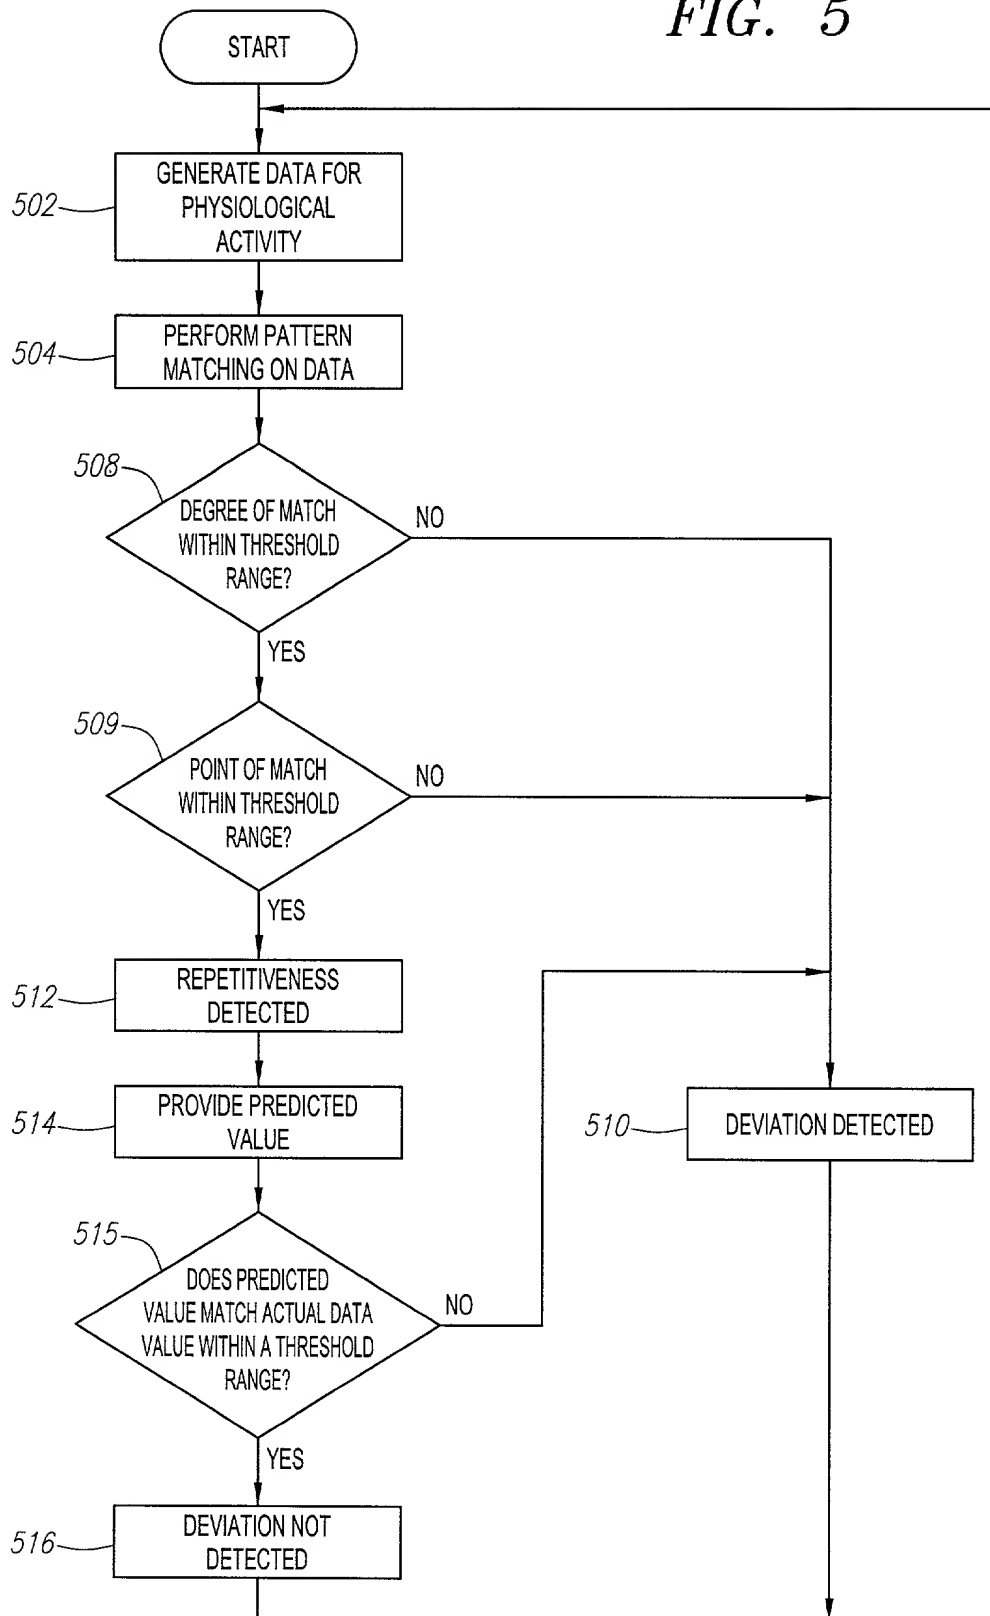 FIG. 5
START
502
GENERATE DATA FOR
PHYSIOLOGICAL
ACTIVITY
504
PERFORM PATTERN
MATCHING ON DATA
508
DEGREE OF MATCH
WITHIN THRESHOLD
RANGE?
NO
YES
509
POINT OF MATCH
WITHIN THRESHOLD
RANGE?
NO
YES
512
REPETITIVENESS
DETECTED
514
PROVIDE PREDICTED
VALUE
510
DEVIATION DETECTED
515
DOES PREDICTED
VALUE MATCH ACTUAL DATA
VALUE WITHIN A THRESHOLD
RANGE?
NO
YES
516
DEVIATION NOT
DETECTED